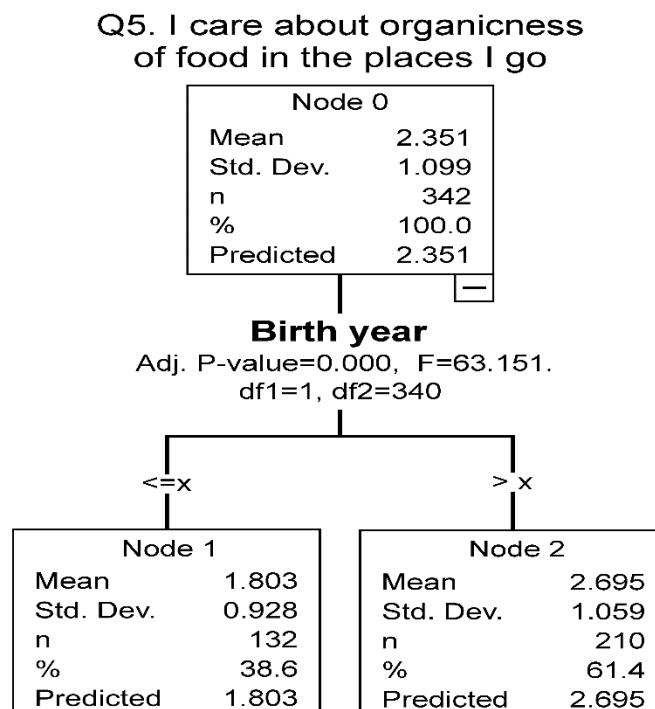 Q5. I care about organicness
of food in the places I go
Node 0
Mean 2.351
Std. Dev. 1.099
n 342
% 100.0
Predicted 2.351
Birth year
Adj. P-value=0.000, F=63.151.
df1=1, df2=340
<=x
> x
Node 1
Mean 1.803
Std. Dev. 0.928
n 132
% 38.6
Predicted 1.803
Node 2
Mean 2.695
Std. Dev. 1.059
n 210
% 61.4
Predicted 2.695